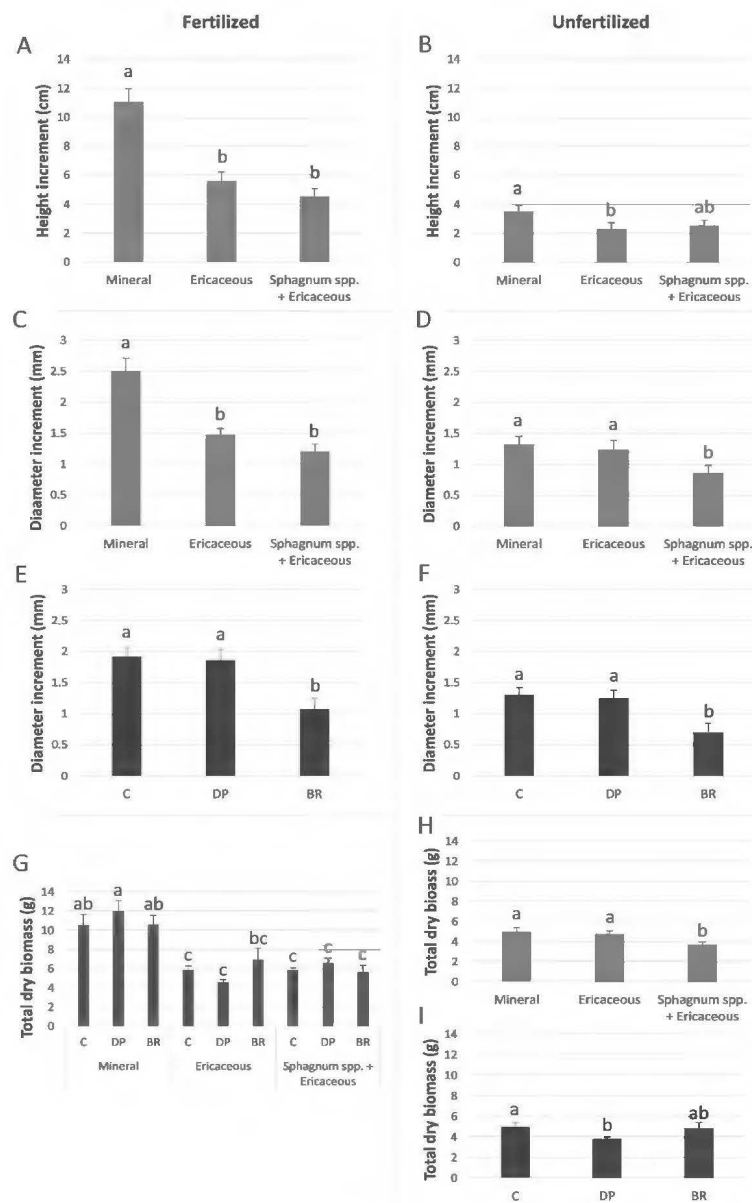 Fertilized
Unfertilized
A
Height increment (cm)
14
12
10
8
6
4
2
0
a
b
b
Mineral
Ericaceous
Sphagnum spp.
+ Ericaceous
B
Height increment (cm)
14
12
10
8
6
4
2
0
a
b
ab
Mineral
Ericaceous
Sphagnum spp.
+ Ericaceous
C
Diaameter increment (mm)
3
2.5
2
1.5
1
0.5
0
a
b
b
Mineral
Ericaceous
Sphagnum spp.
+ Ericaceous
D
Diameter increment (mm)
3
2.5
2
1.5
1
0.5
0
a
a
b
Mineral
Ericaceous
Sphagnum spp.
+ Ericaceous
E
Diameter increment (mm)
3
2.5
2
1.5
1
0.5
0
a
a
b
C
DP
BR
F
Diameter increment (mm)
3
2.5
2
1.5
1
0.5
0
a
a
b
C
DP
BR
G
Total dry biomass (g)
14
12
10
8
6
4
2
0
ab
a
ab
c
c
bc
c
c
c
C DP BR C DP BR C DP BR
Mineral
Ericaceous
Sphagnum spp. +
Ericaceous
H
Total dry bioass (g)
14
12
10
8
6
4
2
0
a
a
b
Mineral
Ericaceous
Sphagnum spp.
+ Ericaceous
I
Total dry biomass (g)
14
12
10
8
6
4
2
0
a
b
ab
C
DP
BR